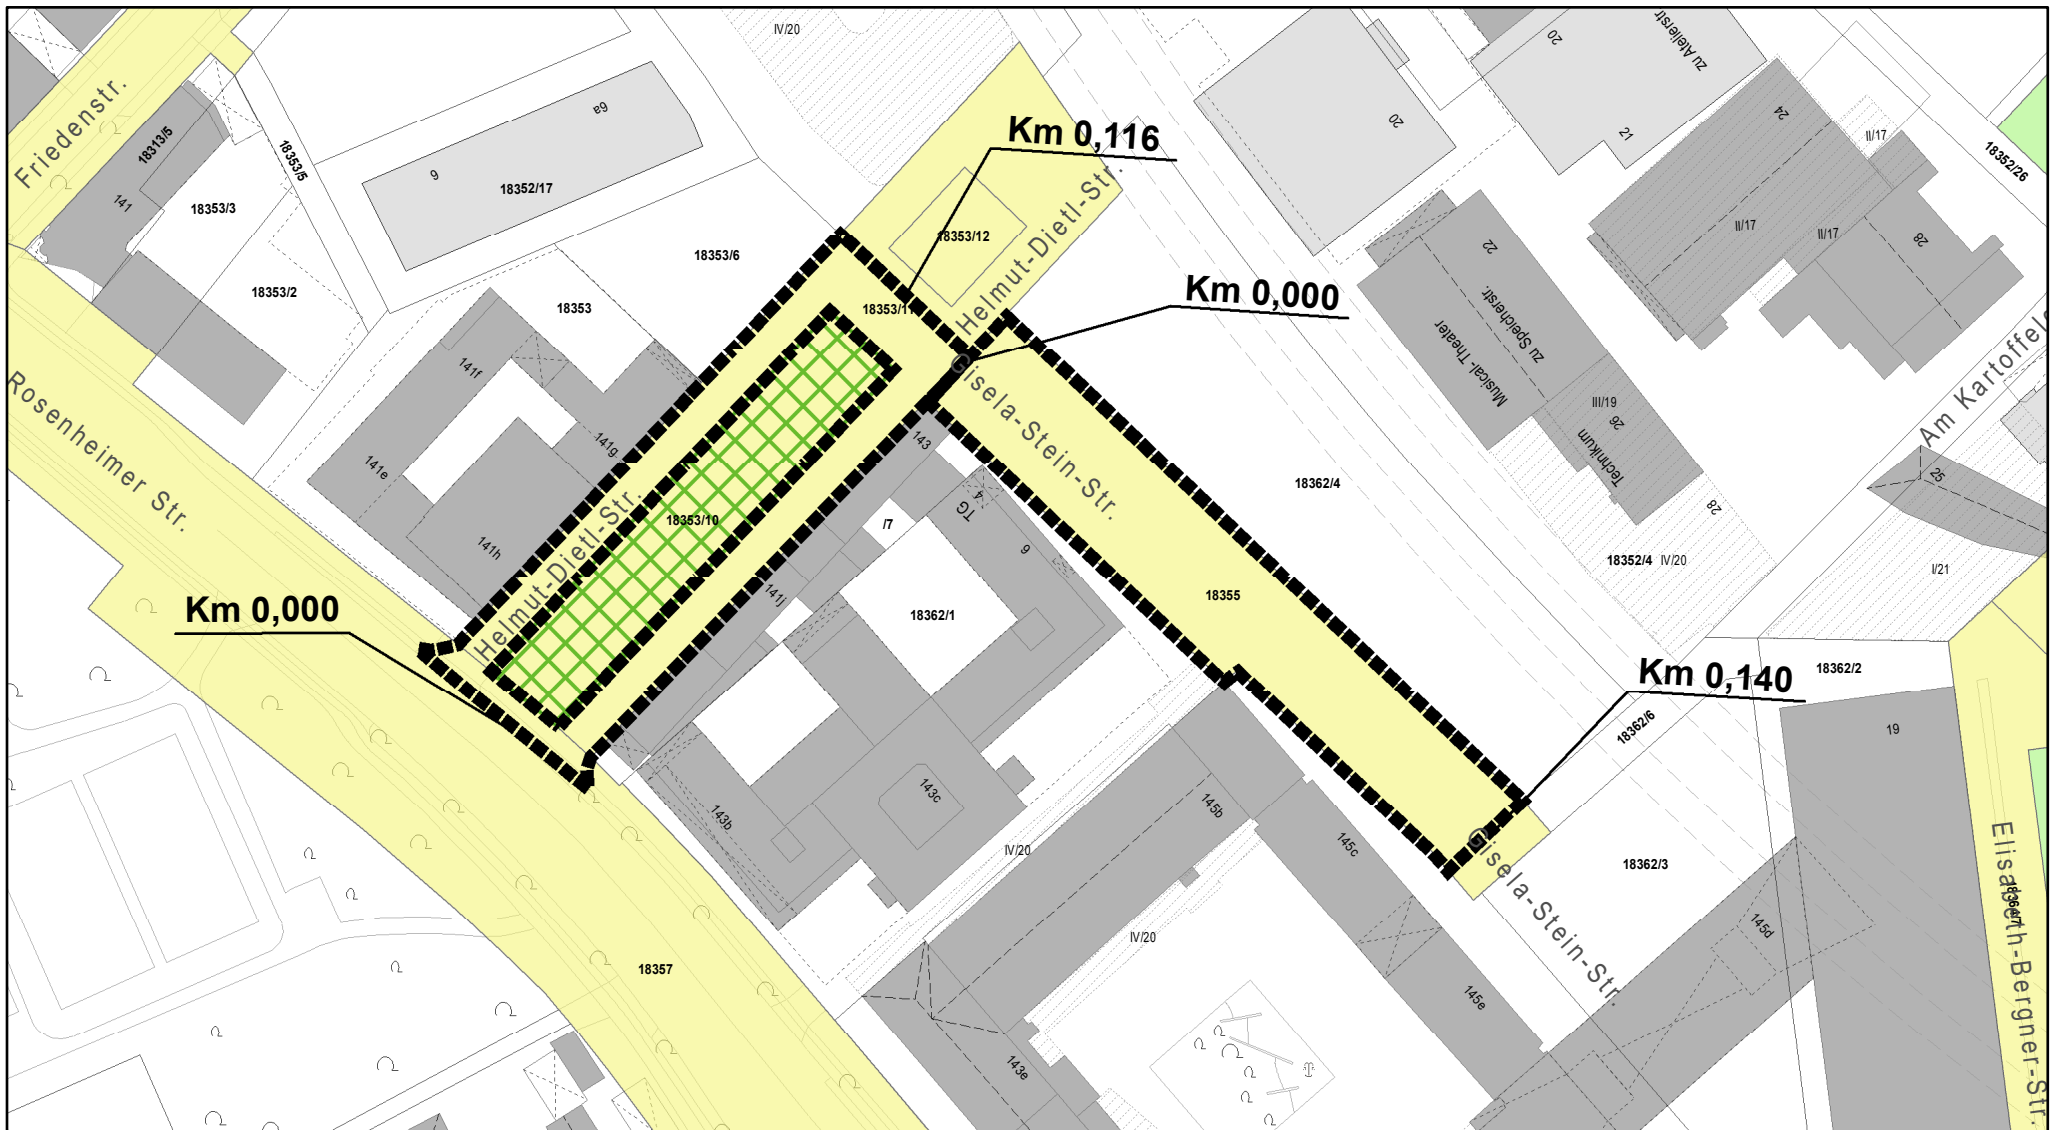 IV/20
20
zu Atelierstr.
Friedenstr.
18313/5
18353/5
141
18353/3
18353/2
6
6a
18352/17
Km 0,116
18353/6
18353/12
Helmut-Dietl-Str.
20
21
24
II/17
II/17
II/17
28
18352/26
22
zu Speicherstr.
Musical-Theater
Km 0,000
18353
18353/11
Gisela-Stein-Str.
III/19
26
Technikum
28
Am Kartoffelg
25
Rosenheimer Str.
141f
141g
141e
141h
18353/10
Helmut-Dietl-Str.
143
4
TG
/7
6
18362/4
18352/4
IV/20
I/21
141j
18362/1
18355
Km 0,000
Km 0,140
18362/2
18362/6
19
143b
143c
145b
145c
IV/20
18362/3
Gisela-Stein-Str.
145d
Elisabeth-Bergner-Str.
IV/20
18357
145e
143e